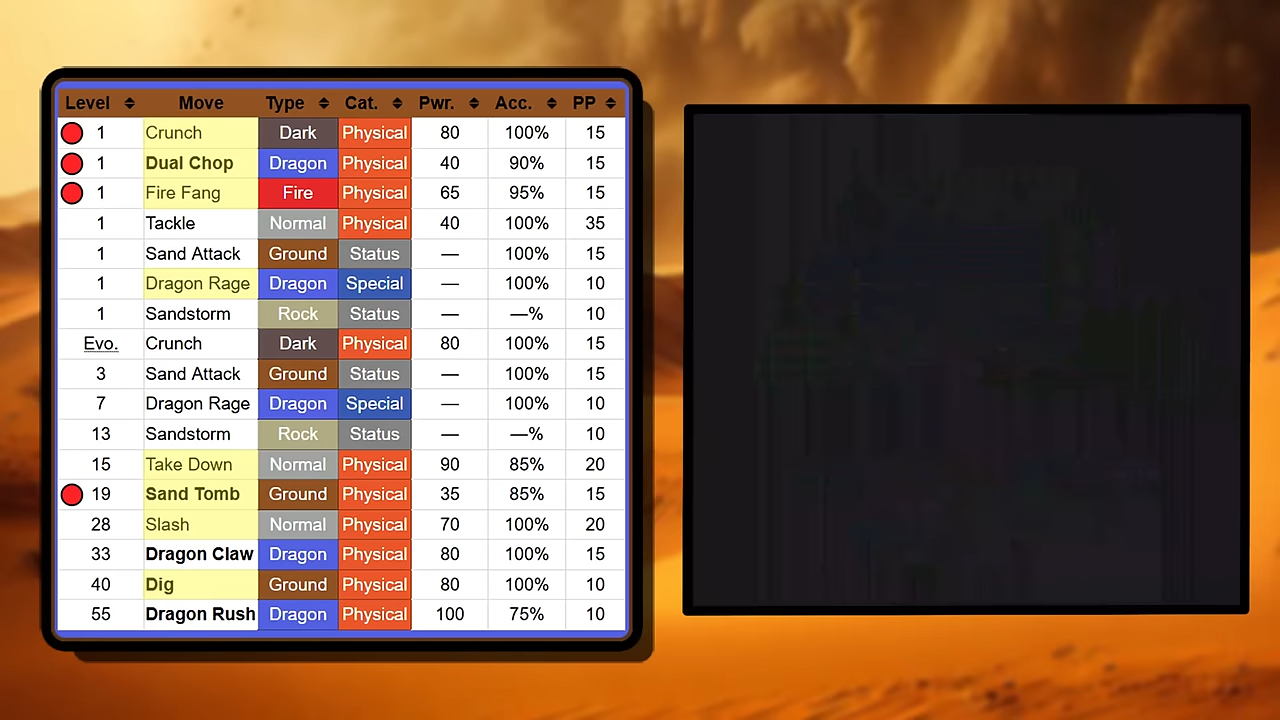 Level Move Type Cat. Pwr. Acc. PP
1 Crunch Dark Physical 80 100% 15
1 Dual Chop Dragon Physical 40 90% 15
1 Fire Fang Fire Physical 65 95% 15
1 Tackle Normal Physical 40 100% 35
1 Sand Attack Ground Status — 100% 15
1 Dragon Rage Dragon Special — 100% 10
1 Sandstorm Rock Status — —% 10
Evo. Crunch Dark Physical 80 100% 15
3 Sand Attack Ground Status — 100% 15
7 Dragon Rage Dragon Special — 100% 10
13 Sandstorm Rock Status — —% 10
15 Take Down Normal Physical 90 85% 20
19 Sand Tomb Ground Physical 35 85% 15
28 Slash Normal Physical 70 100% 20
33 Dragon Claw Dragon Physical 80 100% 15
40 Dig Ground Physical 80 100% 10
55 Dragon Rush Dragon Physical 100 75% 10